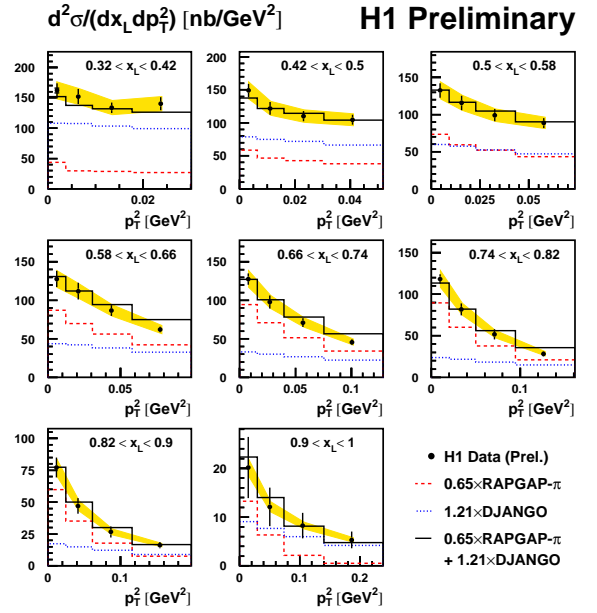 d²σ/(dx_L dp_T²) [nb/GeV²] H1 Preliminary
0.32 < x_L < 0.42
0.42 < x_L < 0.5
0.5 < x_L < 0.58
200
150
100
50
0
0 0.02
p_T² [GeV²]
250
200
150
100
50
0
0 0.02 0.04
p_T² [GeV²]
150
100
50
0
0 0.025 0.05
p_T² [GeV²]
0.58 < x_L < 0.66
0.66 < x_L < 0.74
0.74 < x_L < 0.82
150
100
50
0
0.05
p_T² [GeV²]
150
100
50
0
0.05 0.1
p_T² [GeV²]
150
100
50
0
0.1
p_T² [GeV²]
0.82 < x_L < 0.9
0.9 < x_L < 1
100
75
50
25
0
0 0.1
p_T² [GeV²]
20
10
0
0 0.1 0.2
p_T² [GeV²]
H1 Data (Prel.)
0.65×RAPGAP-π
1.21×DJANGO
0.65×RAPGAP-π
+ 1.21×DJANGO